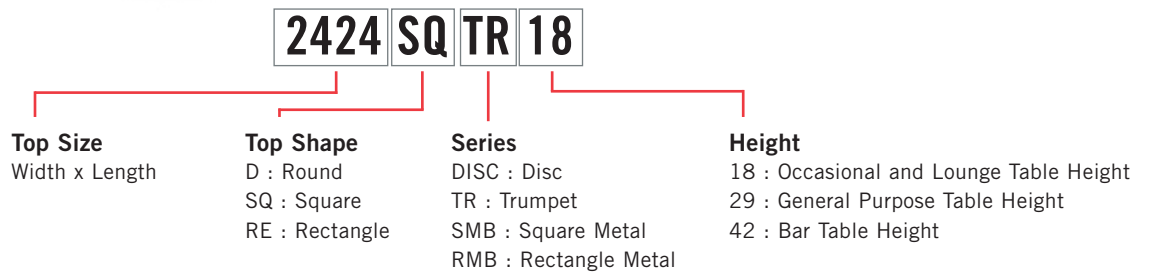 2424 SQ TR 18
Top Size
Width x Length
Top Shape
D : Round
SQ : Square
RE : Rectangle
Series
DISC : Disc
TR : Trumpet
SMB : Square Metal
RMB : Rectangle Metal
Height
18 : Occasional and Lounge Table Height
29 : General Purpose Table Height
42 : Bar Table Height